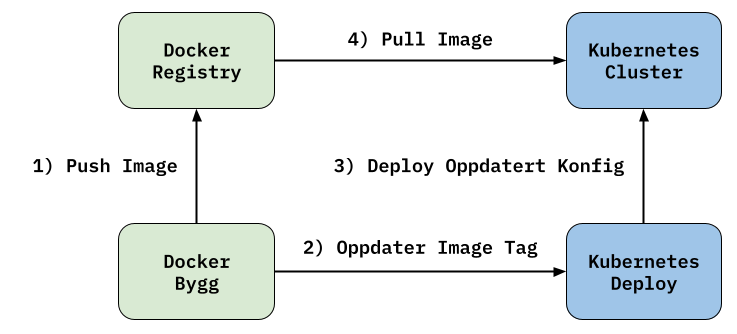 Docker
Registry
4) Pull Image
Kubernetes
Cluster
1) Push Image
3) Deploy Oppdatert Konfig
Docker
Bygg
2) Oppdater Image Tag
Kubernetes
Deploy